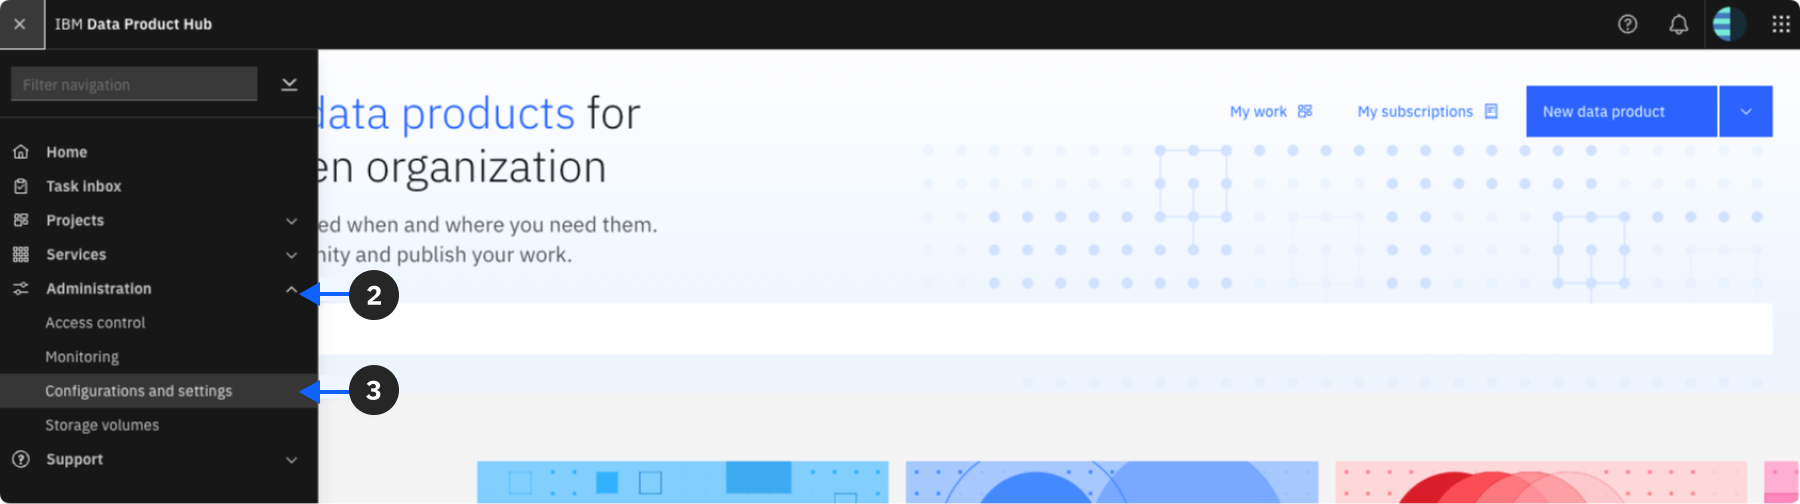 IBM Data Product Hub
Filter navigation
Home
Task inbox
Projects
Services
Administration
Access control
Monitoring
Configurations and settings
Storage volumes
Support
data products for
en organization
ed when and where you need them.
nity and publish your work.
My work
My subscriptions
New data product
2
3